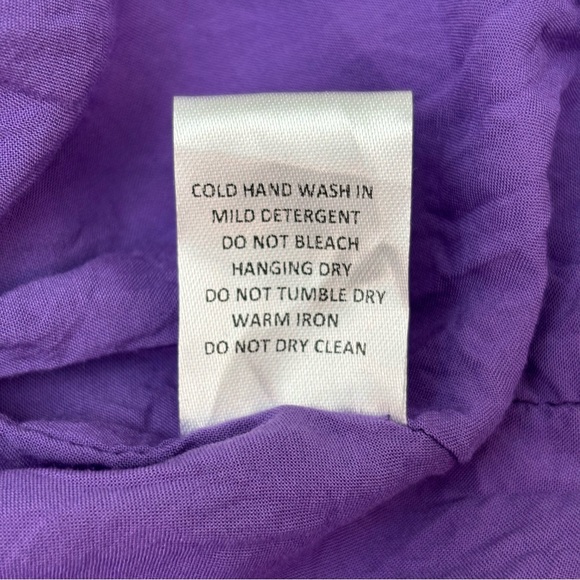 COLD HAND WASH IN
MILD DETERGENT
DO NOT BLEACH
HANGING DRY
DO NOT TUMBLE DRY
WARM IRON
DO NOT DRY CLEAN